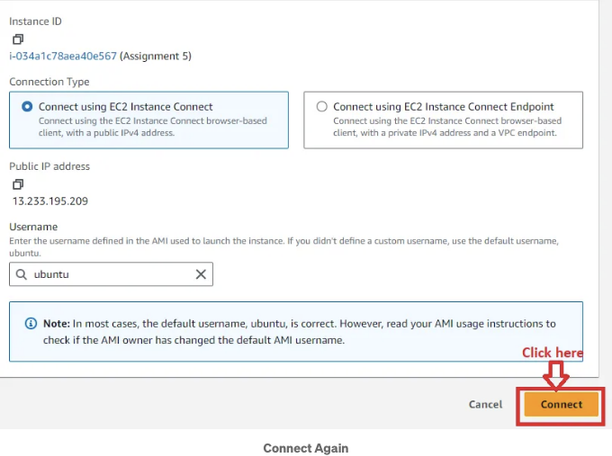 Instance ID
i-034a1c78aea40e567 (Assignment 5)
Connection Type
Connect using EC2 Instance Connect
Connect using the EC2 Instance Connect browser-based
client, with a public IPv4 address.
Connect using EC2 Instance Connect Endpoint
Connect using the EC2 Instance Connect browser-based
client, with a private IPv4 address and a VPC endpoint.
Public IP address
13.233.195.209
Username
Enter the username defined in the AMI used to launch the instance. If you didn't define a custom username, use the default username,
ubuntu.
ubuntu
Note: In most cases, the default username, ubuntu, is correct. However, read your AMI usage instructions to
check if the AMI owner has changed the default AMI username.
Click here
Cancel
Connect
Connect Again